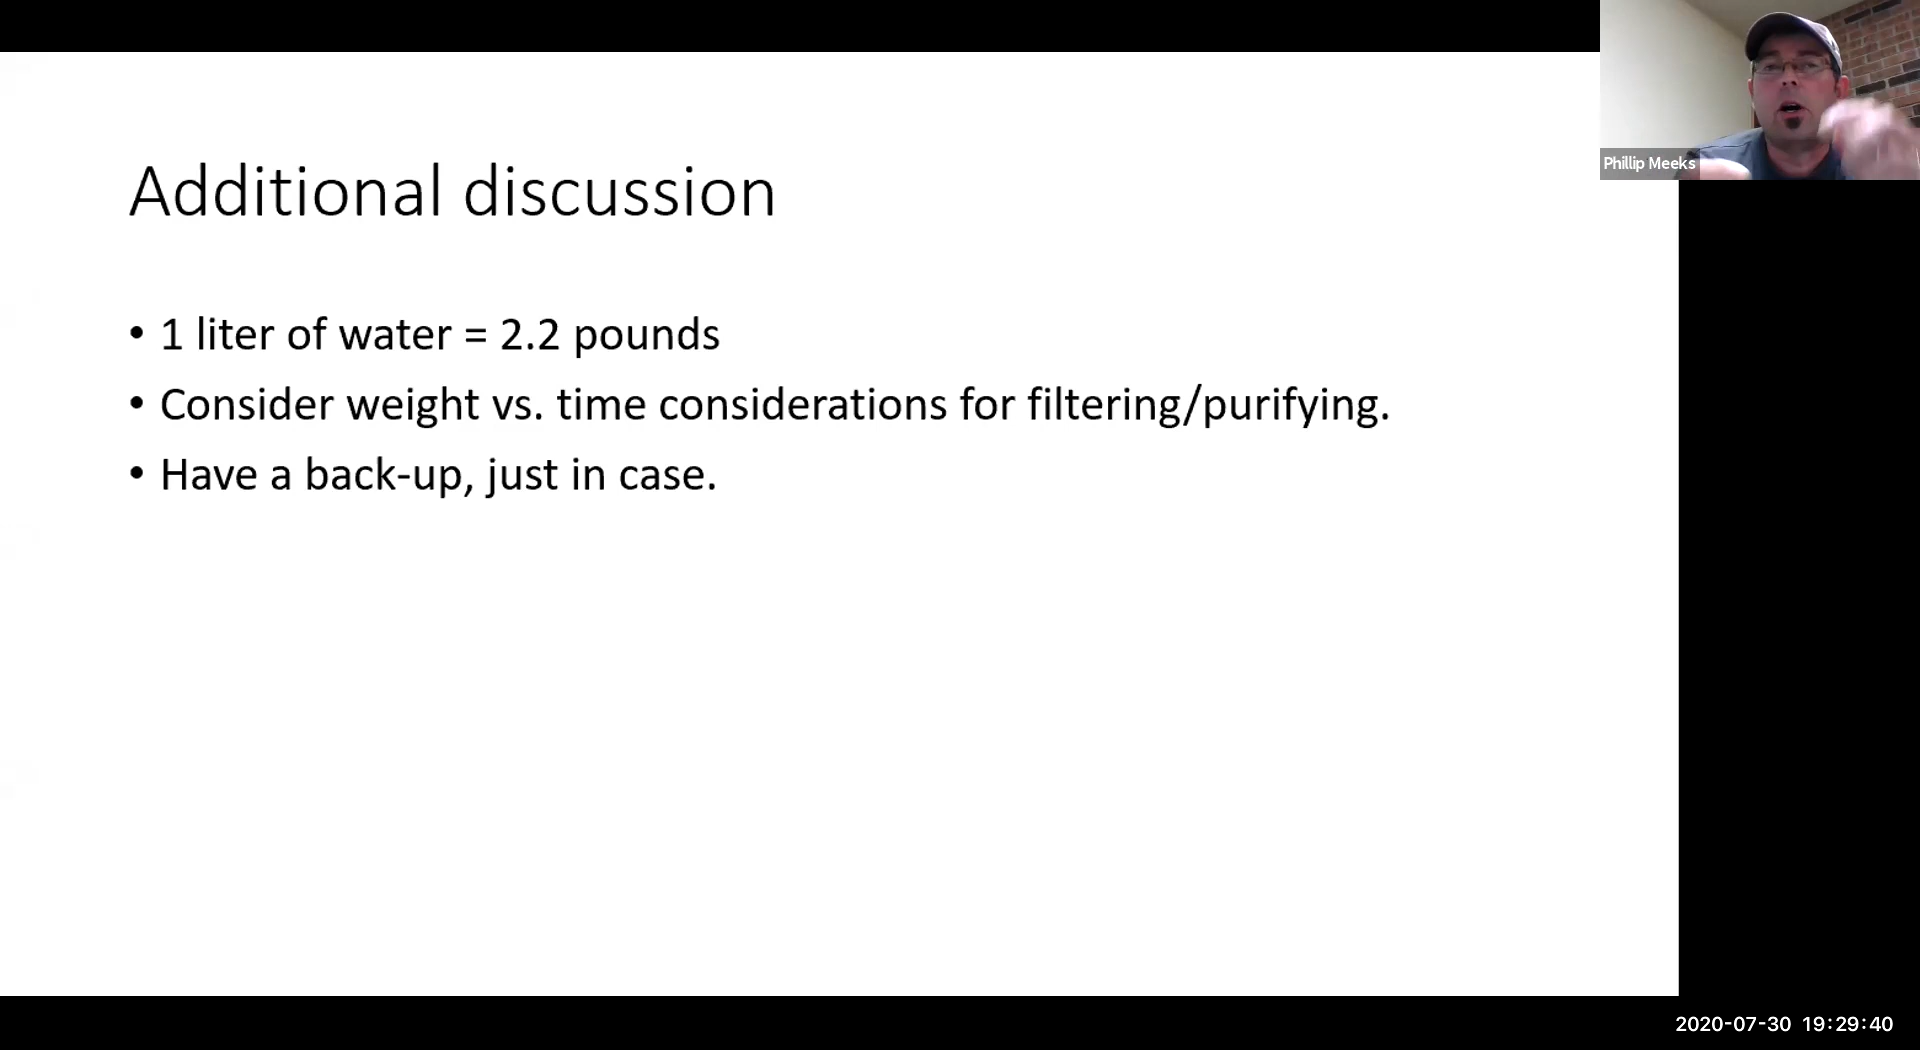 Phillip Meeks
Additional discussion
• 1 liter of water = 2.2 pounds
• Consider weight vs. time considerations for filtering/purifying.
• Have a back-up, just in case.
2020-07-30 19:29:40